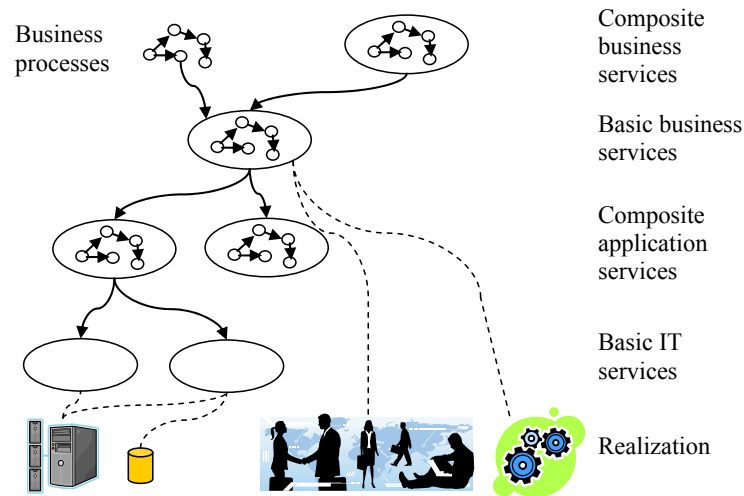 Business
processes
Composite
business
services
Basic business
services
Composite
application
services
Basic IT
services
Realization